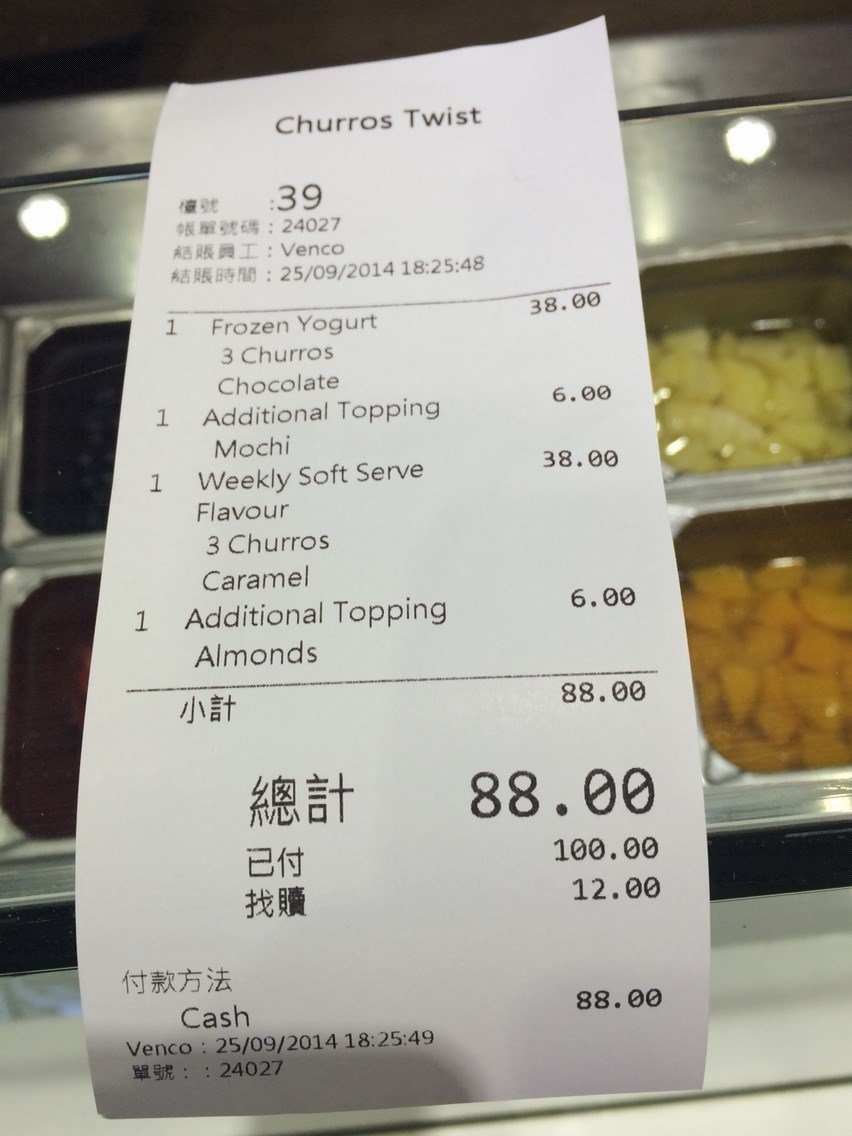 Churros Twist
檯號 :39
帳單號碼 : 24027
結賬員工 : Venco
結賬時間 : 25/09/2014 18:25:48
1 Frozen Yogurt 38.00
3 Churros
Chocolate
1 Additional Topping 6.00
Mochi
1 Weekly Soft Serve 38.00
Flavour
3 Churros
Caramel
1 Additional Topping 6.00
Almonds
小計 88.00
總計 88.00
已付 100.00
找贖 12.00
付款方法
Cash 88.00
Venco : 25/09/2014 18:25:49
單號 : : 24027